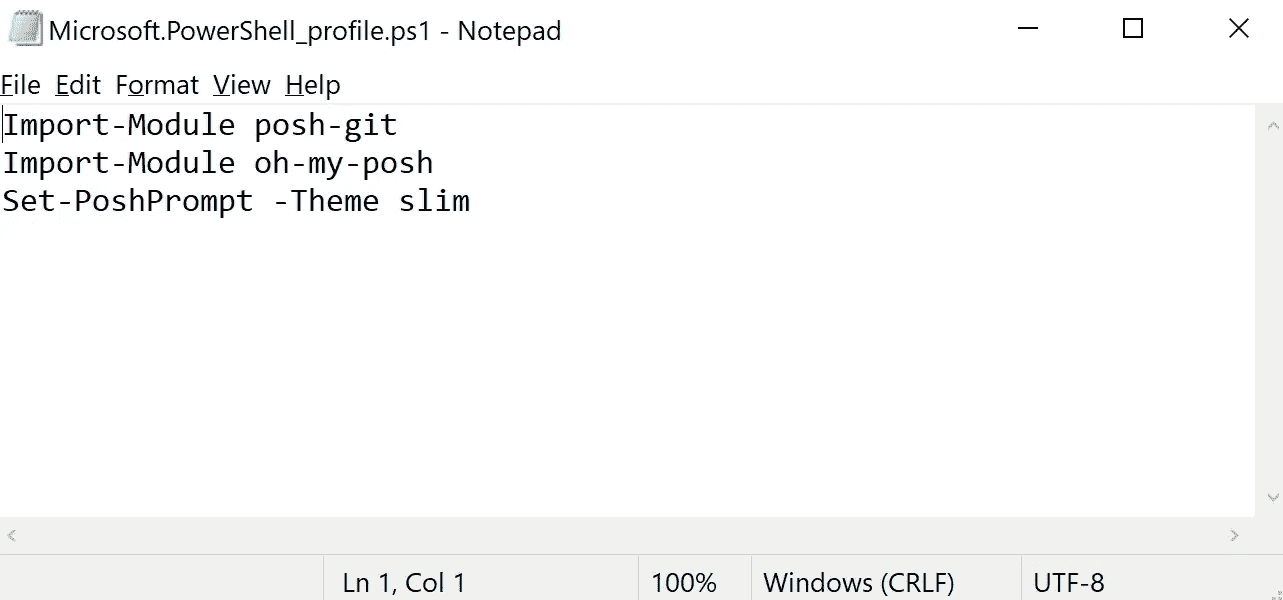 Microsoft.PowerShell_profile.ps1 - Notepad
File Edit Format View Help
Import-Module posh-git
Import-Module oh-my-posh
Set-PoshPrompt -Theme slim
Ln 1, Col 1 100% Windows (CRLF) UTF-8